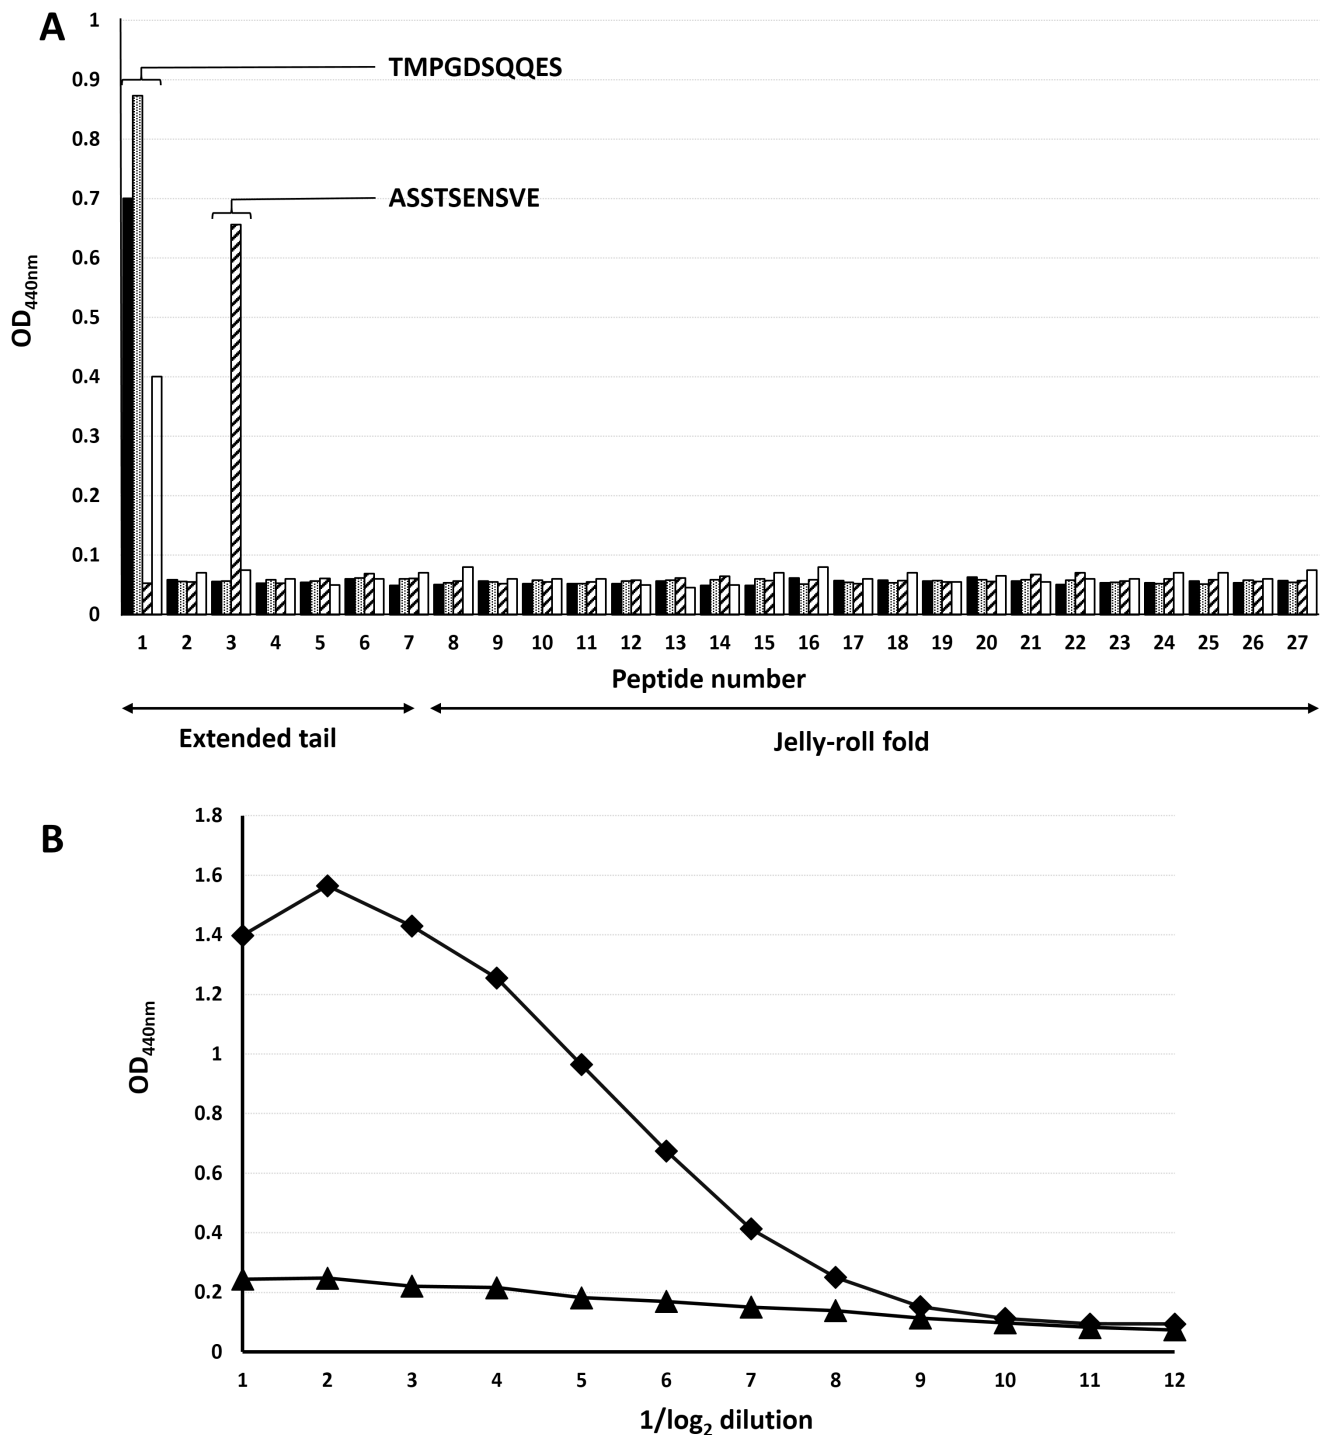 A
1
0.9
0.8
0.7
0.6
0.5
0.4
0.3
0.2
0.1
0
OD440nm
TMPGDSQQES
ASSTSENSVE
1 2 3 4 5 6 7 8 9 10 11 12 13 14 15 16 17 18 19 20 21 22 23 24 25 26 27
Peptide number
Extended tail
Jelly-roll fold
B
1.8
1.6
1.4
1.2
1
0.8
0.6
0.4
0.2
0
OD440nm
1 2 3 4 5 6 7 8 9 10 11 12
1/log2 dilution